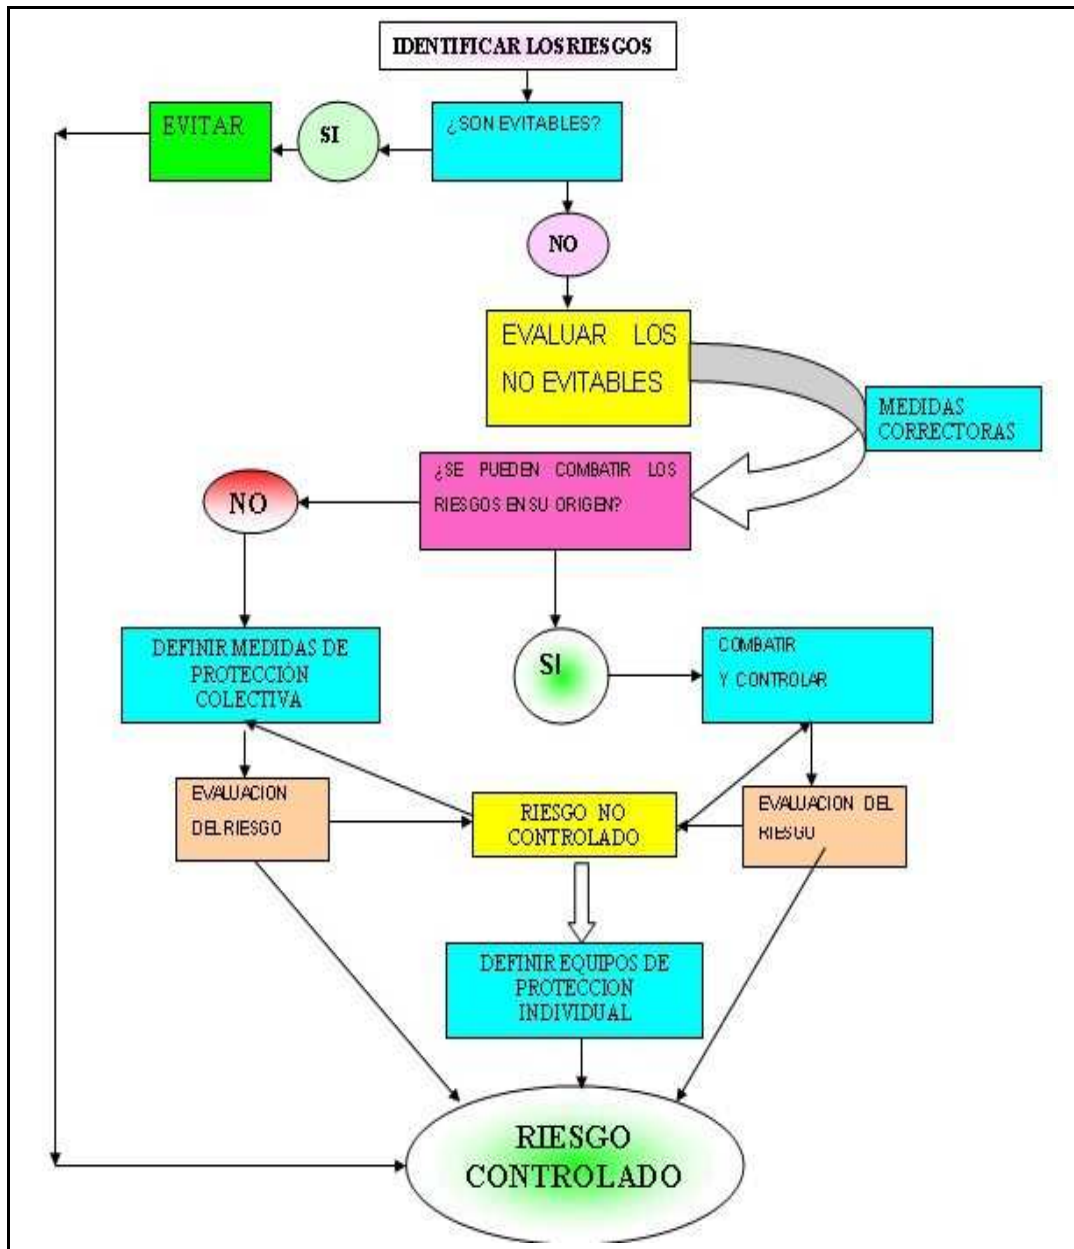 IDENTIFICAR LOS RIESGOS
EVITAR
SI
¿SON EVITABLES?
NO
EVALUAR LOS
NO EVITABLES
MEDIDAS
CORRECTORAS
¿SE PUEDEN COMBATIR LOS
RIESGOS EN SU ORIGEN?
NO
DEFINIR MEDIDAS DE
PROTECCIÓN
COLECTIVA
SI
COMBATIR
Y CONTROLAR
EVALUACION
DEL RIESGO
RIESGO NO
CONTROLADO
EVALUACION DEL
RIESGO
DEFINIR EQUIPOS DE
PROTECCION
INDIVIDUAL
RIESGO
CONTROLADO